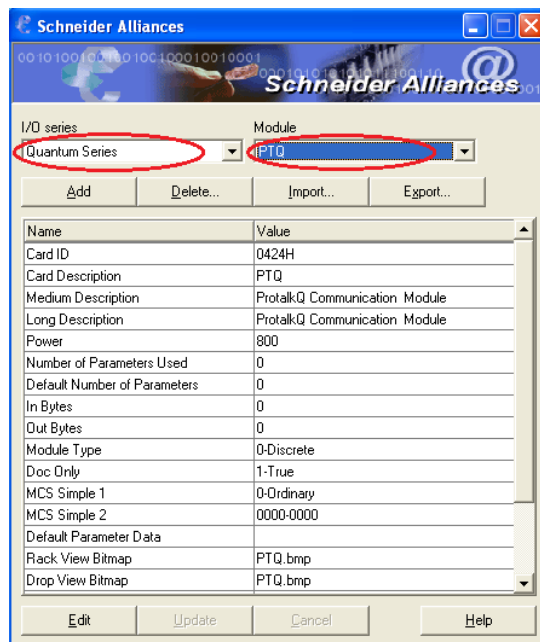 Schneider Alliances
Schneider Alliances
I/O series Module
Quantum Series PTQ
Add Delete... Import... Export...
Name Value
Card ID 0424H
Card Description PTQ
Medium Description ProtalkQ Communication Module
Long Description ProtalkQ Communication Module
Power 800
Number of Parameters Used 0
Default Number of Parameters 0
In Bytes 0
Out Bytes 0
Module Type 0-Discrete
Doc Only 1-True
MCS Simple 1 0-Ordinary
MCS Simple 2 0000-0000
Default Parameter Data
Rack View Bitmap PTQ.bmp
Drop View Bitmap PTQ.bmp
Edit Update Cancel Help